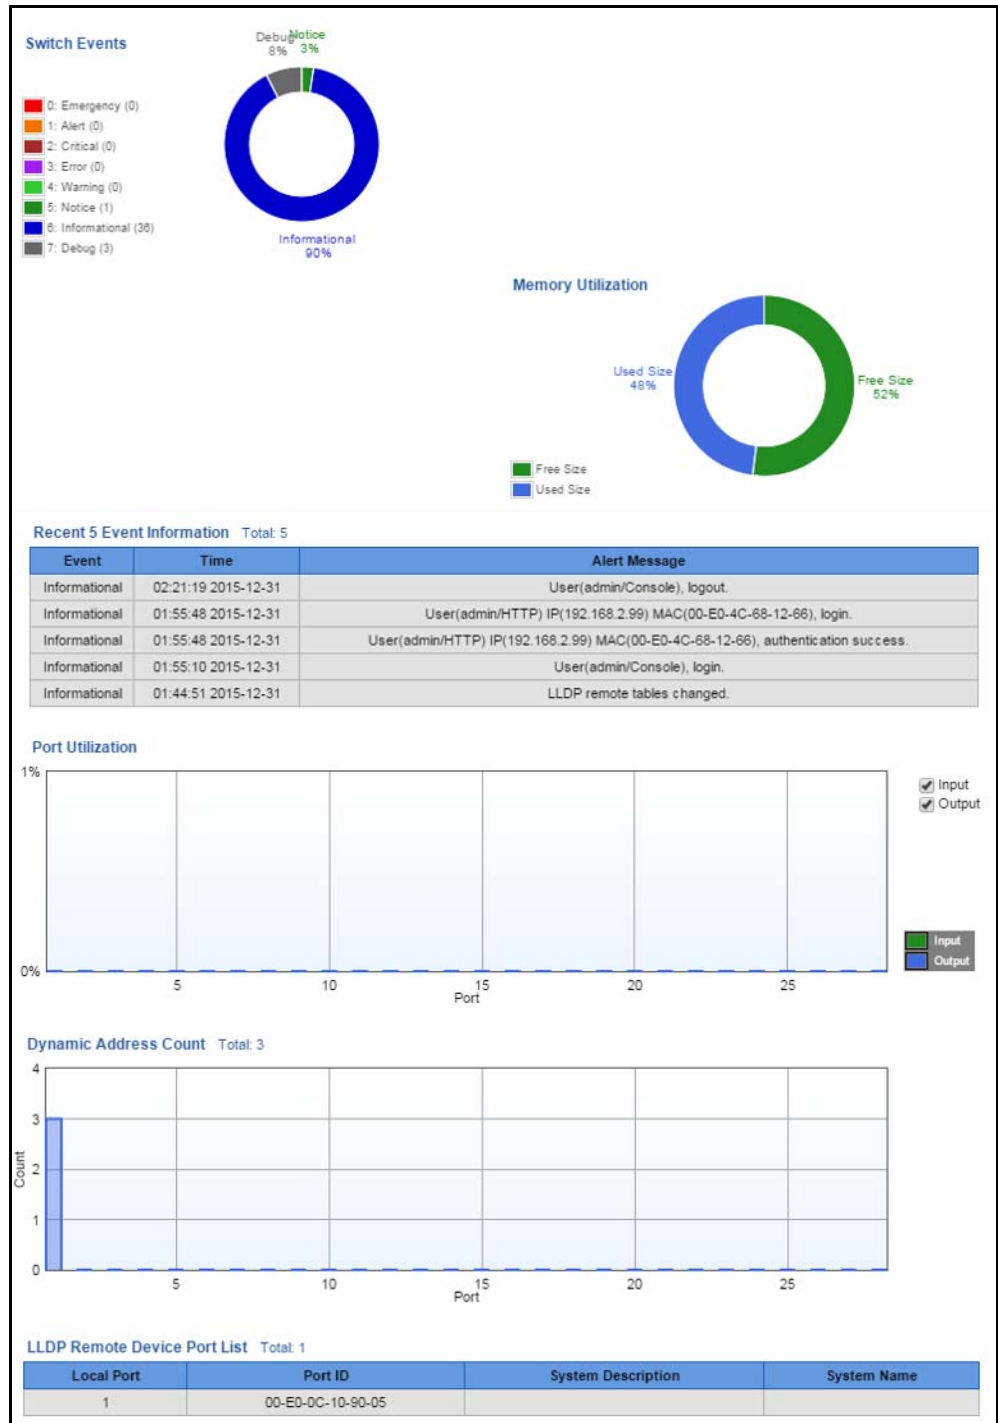 Switch Events
Debug
8%
Notice
3%
0: Emergency (0)
1: Alert (0)
2: Critical (0)
3: Error (0)
4: Warning (0)
5: Notice (1)
6: Informational (36)
7: Debug (3)
Informational
90%
Memory Utilization
Used Size
48%
Free Size
52%
Free Size
Used Size
Recent 5 Event Information Total: 5
Event Time Alert Message
Informational 02:21:19 2015-12-31 User(admin/Console), logout.
Informational 01:55:48 2015-12-31 User(admin/HTTP) IP(192.168.2.99) MAC(00-E0-4C-68-12-66), login.
Informational 01:55:48 2015-12-31 User(admin/HTTP) IP(192.168.2.99) MAC(00-E0-4C-68-12-66), authentication success.
Informational 01:55:10 2015-12-31 User(admin/Console), login.
Informational 01:44:51 2015-12-31 LLDP remote tables changed.
Port Utilization
1%
Input
Output
Input
Output
0%
5 10 15 20 25
Port
Dynamic Address Count Total: 3
4
3
2
1
0
Count
5 10 15 20 25
Port
LLDP Remote Device Port List Total: 1
Local Port Port ID System Description System Name
1 00-E0-0C-10-90-05